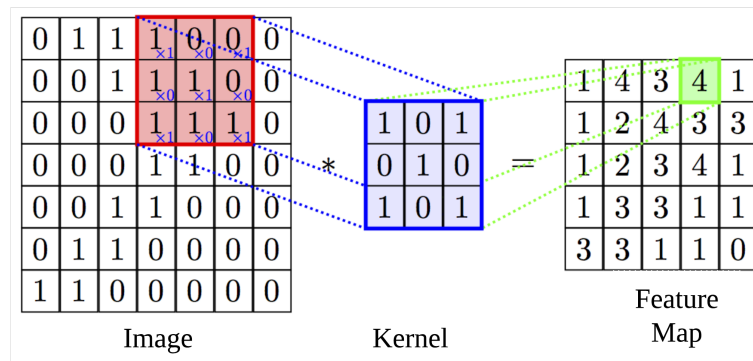 0 1 1 1×1 0×0 0×1 0
0 0 1 1×0 1×1 0×0 0
0 0 0 1×1 1×0 1×1 0
0 0 0 1 1 0 0
0 0 1 1 0 0 0
0 1 1 0 0 0 0
1 1 0 0 0 0 0
Image
*
1 0 1
0 1 0
1 0 1
Kernel
=
1 4 3 4 1
1 2 4 3 3
1 2 3 4 1
1 3 3 1 1
3 3 1 1 0
Feature
Map